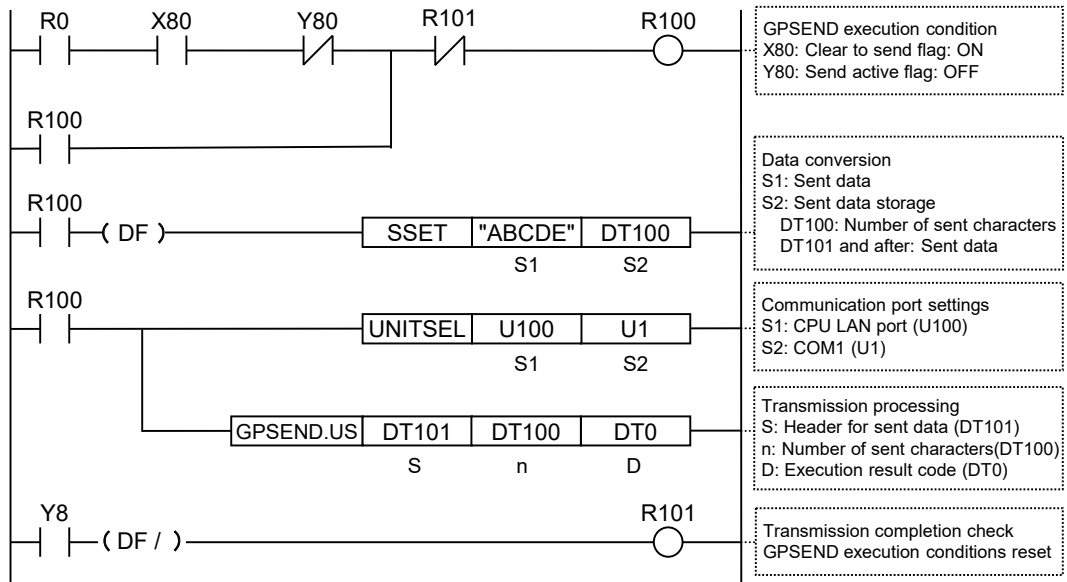 R0 X80 Y80 R101 R100
GPSEND execution condition
X80: Clear to send flag: ON
Y80: Send active flag: OFF
R100
Data conversion
S1: Sent data
S2: Sent data storage
DT100: Number of sent characters
DT101 and after: Sent data
R100
( DF ) SSET "ABCDE" DT100
S1 S2
R100
Communication port settings
S1: CPU LAN port (U100)
S2: COM1 (U1)
UNITSEL U100 U1
S1 S2
Transmission processing
S: Header for sent data (DT101)
n: Number of sent characters(DT100)
D: Execution result code (DT0)
GPSEND.US DT101 DT100 DT0
S n D
Y8 R101
( DF / )
Transmission completion check
GPSEND execution conditions reset